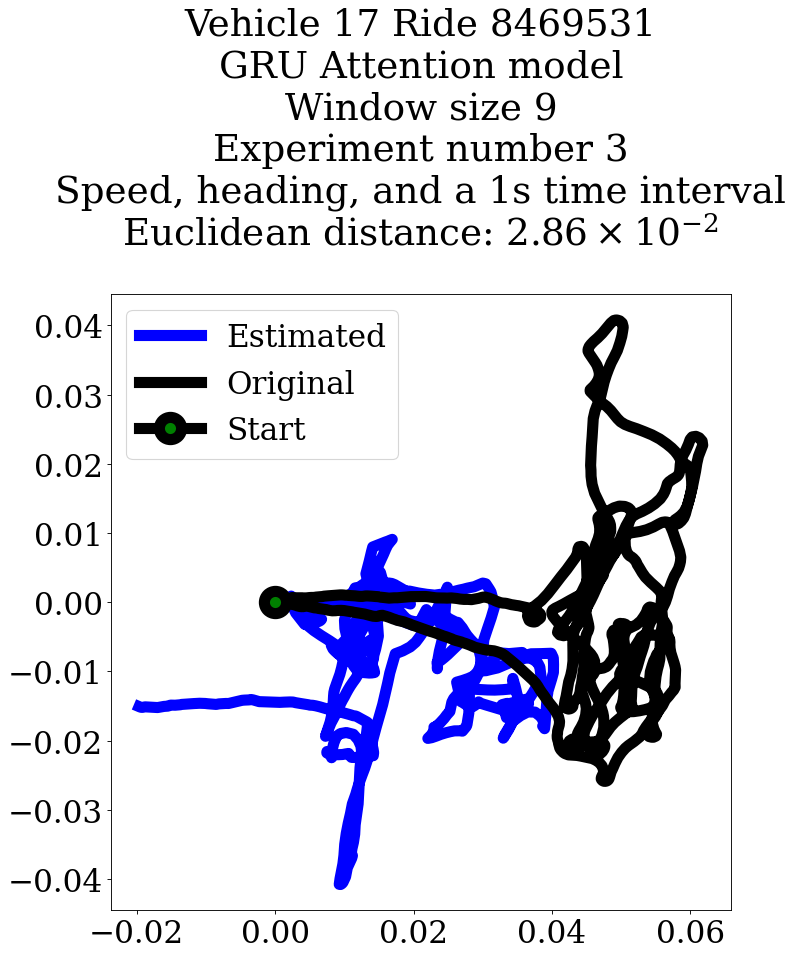 Vehicle 17 Ride 8469531
GRU Attention model
Window size 9
Experiment number 3
Speed, heading, and a 1s time interval
Euclidean distance: 2.86 × 10⁻²
Estimated
Original
Start
0.04
0.03
0.02
0.01
0.00
−0.01
−0.02
−0.03
−0.04
−0.02
0.00
0.02
0.04
0.06